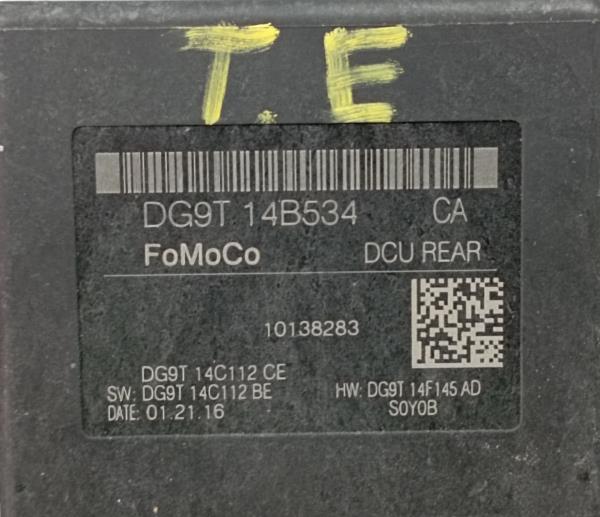 T.E
DG9T 14B534 CA
FoMoCo DCU REAR
10138283
DG9T 14C112 CE
SW: DG9T 14C112 BE HW: DG9T 14F145 AD
DATE: 01.21.16 S0Y0B